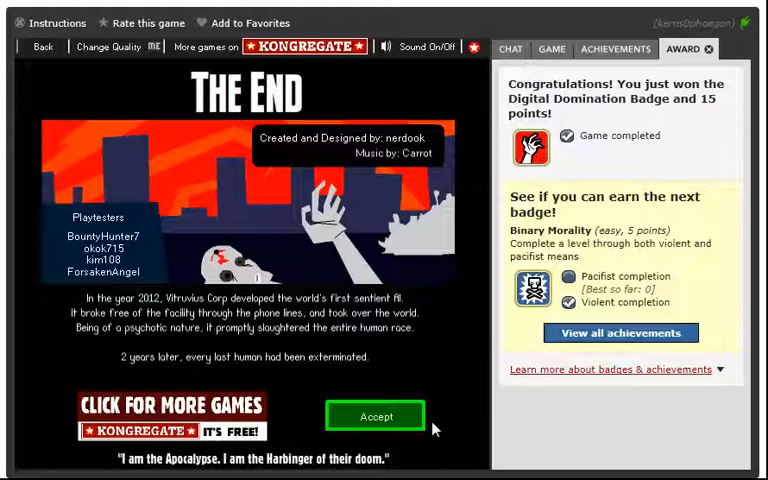 Instructions
Rate this game
Add to Favorites
(kerns0phoegon)
Back
Change Quality
ME
More games on
KONGREGATE
Sound On/Off
CHAT
GAME
ACHIEVEMENTS
AWARD
THE END
Created and Designed by: nerdook
Music by: Carrot
Playtesters
BountyHunter7
okok715
kim108
ForsakenAngel
In the year 2012, Vitruvius Corp developed the world's first sentient AI.
It broke free of the facility through the phone lines, and took over the world.
Being of a psychotic nature, it promptly slaughtered the entire human race.
2 years later, every last human had been exterminated.
CLICK FOR MORE GAMES
KONGREGATE IT'S FREE!
Accept
"I am the Apocalypse. I am the Harbinger of their doom."
Congratulations! You just won the
Digital Domination Badge and 15
points!
Game completed
See if you can earn the next
badge!
Binary Morality (easy, 5 points)
Complete a level through both violent and
pacifist means
Pacifist completion
[Best so far: 0]
Violent completion
View all achievements
Learn more about badges & achievements